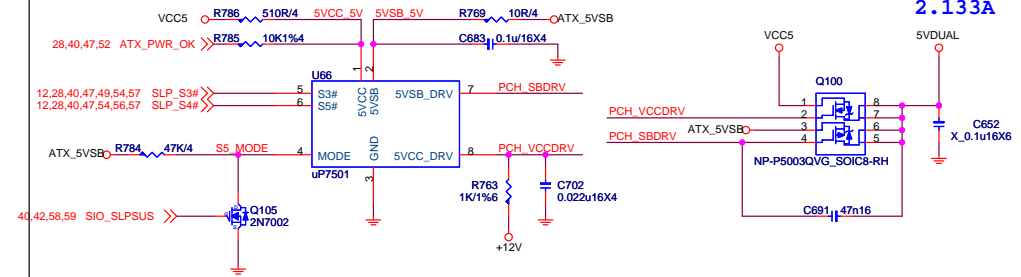 2.133A
VCC5 R786 510R/4 5VCC_5V 5VSB_5V R769 10R/4 ATX_5VSB
28,40,47,52 ATX_PWR_OK R785 10K1%4 C683 0.1u/16X4
VCC5 5VDUAL
1 2
U66
5VCC 5VSB
Q100
12,28,40,47,49,54,57 SLP_S3# 5 S3# 5VSB_DRV 7 PCH_SBDRV
12,28,40,47,54,56,57 SLP_S4# 6 S5#
PCH_VCCDRV 1 2 3 4 8 7 6 5
ATX_5VSB
PCH_SBDRV
C652
X_0.1u16X6
ATX_5VSB R784 47K/4 S5_MODE 4 MODE GND 5VCC_DRV 8 PCH_VCCDRV
NP-P5003QVG_SOIC8-RH
uP7501
3
R763
1K/1%6
C702
0.022u16X4
40,42,58,59 SIO_SLPSUS
G D S
Q105
2N7002
C691 47n16
+12V